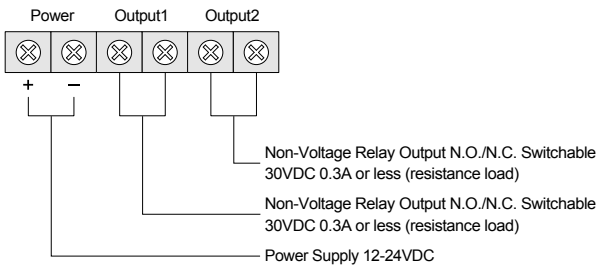 Power Output1 Output2
+ −
Non-Voltage Relay Output N.O./N.C. Switchable
30VDC 0.3A or less (resistance load)
Non-Voltage Relay Output N.O./N.C. Switchable
30VDC 0.3A or less (resistance load)
Power Supply 12-24VDC